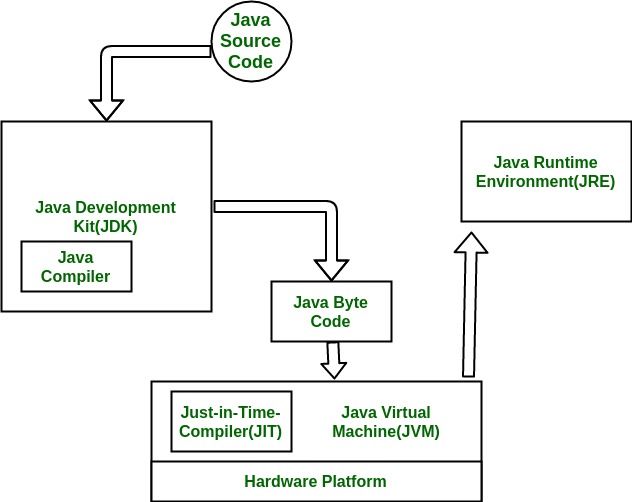 Java
Source
Code
Java Development
Kit(JDK)
Java
Compiler
Java Runtime
Environment(JRE)
Java Byte
Code
Just-in-Time-
Compiler(JIT)
Java Virtual
Machine(JVM)
Hardware Platform